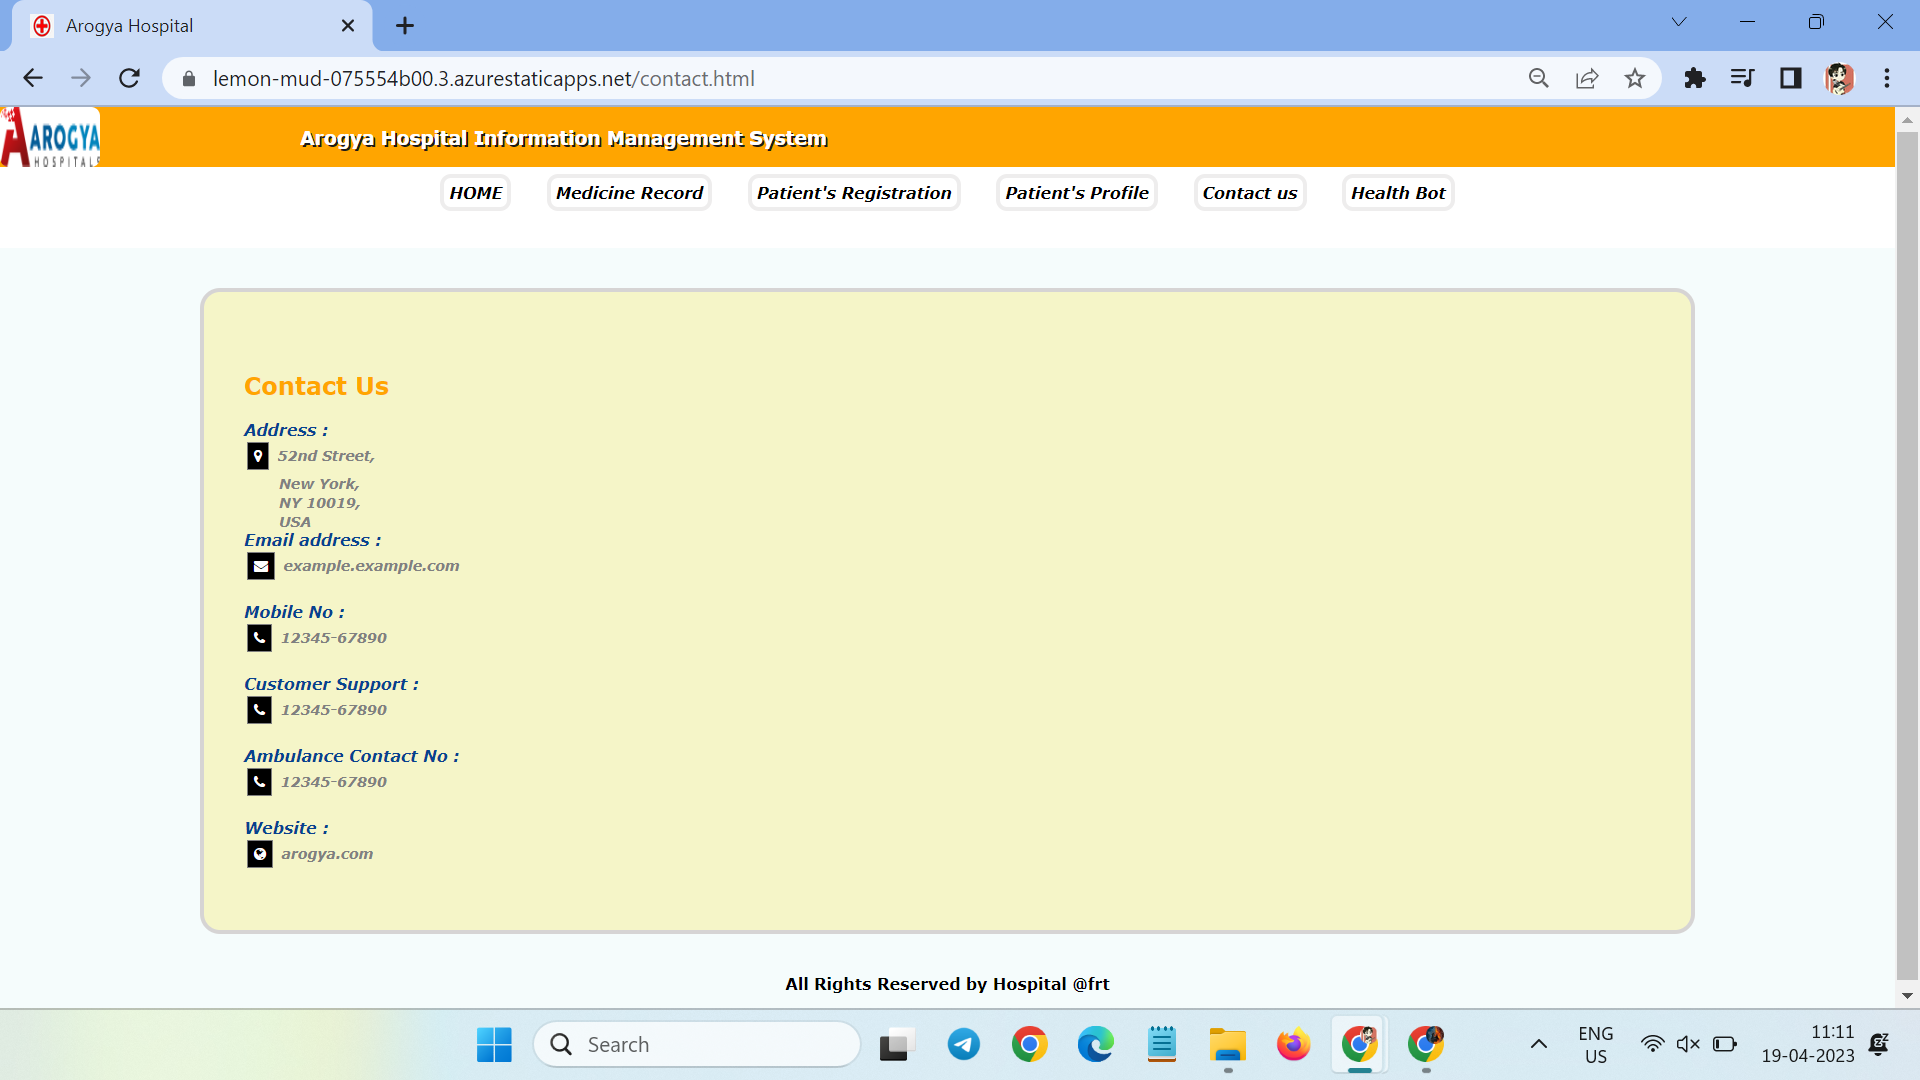 Arogya Hospital
lemon-mud-075554b00.3.azurestaticapps.net/contact.html
AROGYA
HOSPITALS
Arogya Hospital Information Management System
HOME Medicine Record Patient's Registration Patient's Profile Contact us Health Bot
Contact Us
Address :
52nd Street,
New York,
NY 10019,
USA
Email address :
example.example.com
Mobile No :
12345-67890
Customer Support :
12345-67890
Ambulance Contact No :
12345-67890
Website :
arogya.com
All Rights Reserved by Hospital @frt
Search
ENG
US
11:11
19-04-2023